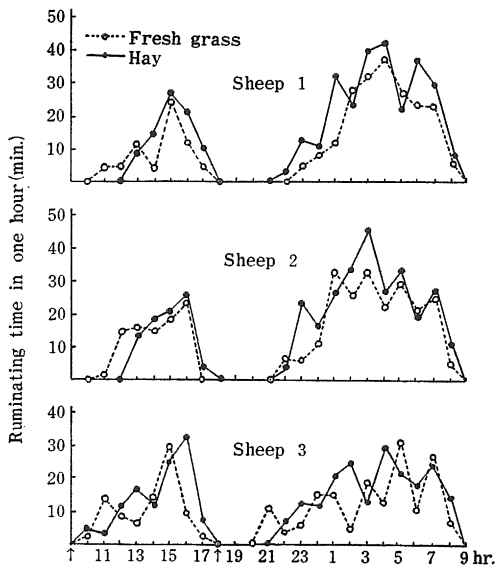 Ruminating time in one hour (min.)
50
40
30
20
10
Fresh grass
Hay
Sheep 1
50
40
30
20
10
Sheep 2
40
30
20
10
Sheep 3
↑ 11 13 15 17 ↑ 19 21 23 1 3 5 7 9 hr.